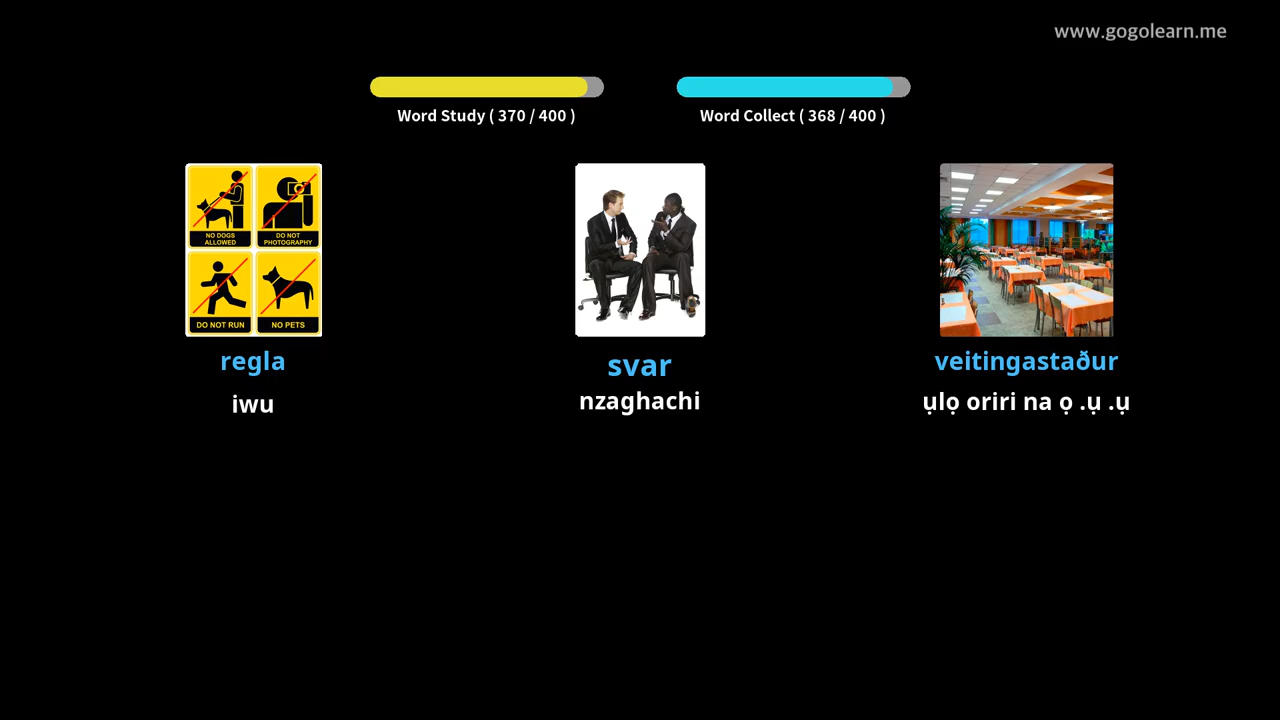 www.gogolearn.me
Word Study ( 370 / 400 )
Word Collect ( 368 / 400 )
NO DOGS
ALLOWED
DO NOT
PHOTOGRAPHY
DO NOT RUN
NO PETS
regla
svar
veitingastaður
iwu
nzaghachi
ụlọ oriri na ọ .ụ .ụ